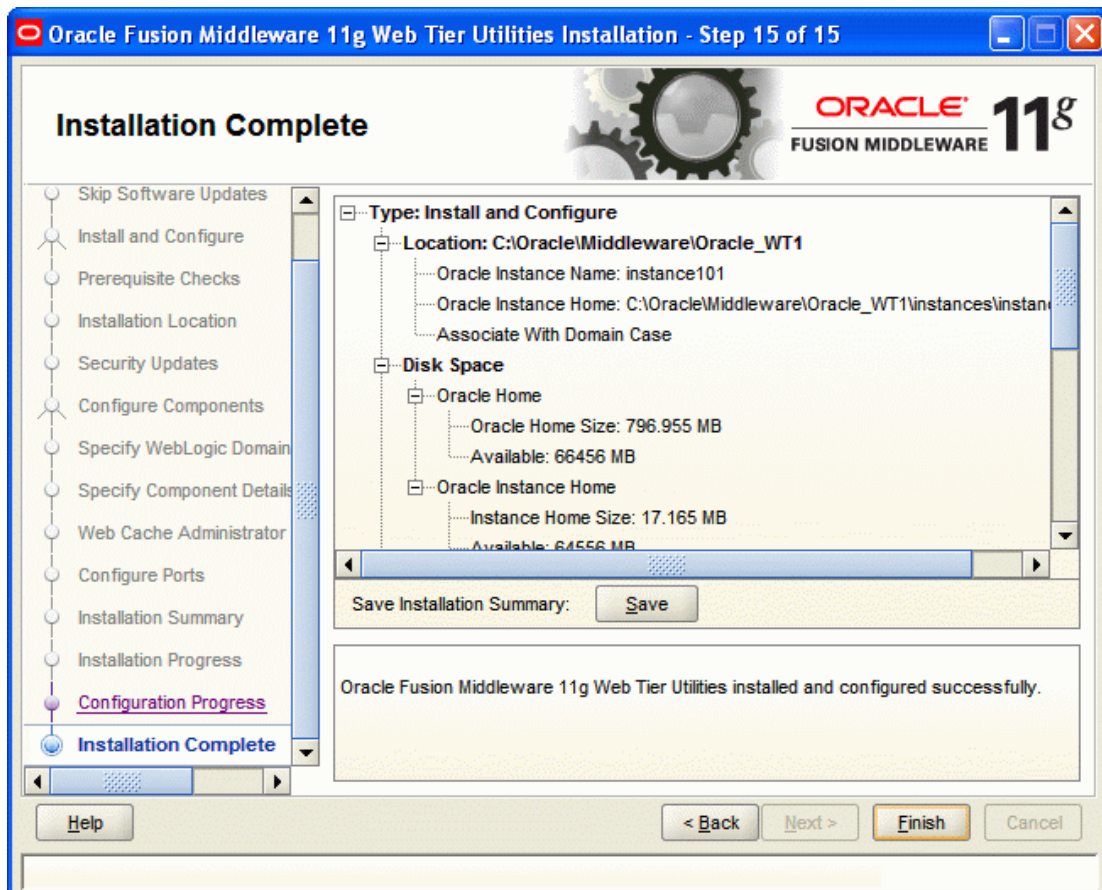 Oracle Fusion Middleware 11g Web Tier Utilities Installation - Step 15 of 15
Installation Complete
ORACLE
FUSION MIDDLEWARE
11g
Skip Software Updates
Install and Configure
Prerequisite Checks
Installation Location
Security Updates
Configure Components
Specify WebLogic Domain
Specify Component Details
Web Cache Administrator
Configure Ports
Installation Summary
Installation Progress
Configuration Progress
Installation Complete
Type: Install and Configure
Location: C:\Oracle\Middleware\Oracle_WT1
Oracle Instance Name: instance101
Oracle Instance Home: C:\Oracle\Middleware\Oracle_WT1\instances\instan
Associate With Domain Case
Disk Space
Oracle Home
Oracle Home Size: 796.955 MB
Available: 66456 MB
Oracle Instance Home
Instance Home Size: 17.165 MB
Available: 64556 MB
Save Installation Summary:
Save
Oracle Fusion Middleware 11g Web Tier Utilities installed and configured successfully.
Help
< Back
Next >
Finish
Cancel